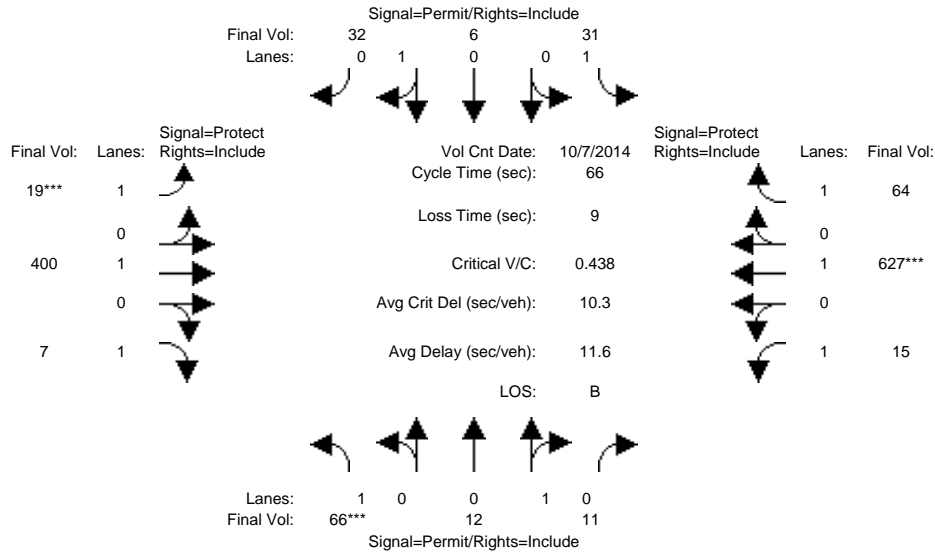 Signal=Permit/Rights=Include
Final Vol: 32 6 31
Lanes: 0 1 0 0 1
Signal=Protect Signal=Protect
Final Vol: Lanes: Rights=Include Vol Cnt Date: 10/7/2014 Rights=Include Lanes: Final Vol:
Cycle Time (sec): 66
19*** 1 1 64
Loss Time (sec): 9
0 0
400 1 Critical V/C: 0.438 1 627***
0 Avg Crit Del (sec/veh): 10.3 0
7 1 Avg Delay (sec/veh): 11.6 1 15
LOS: B
Lanes: 1 0 0 1 0
Final Vol: 66*** 12 11
Signal=Permit/Rights=Include